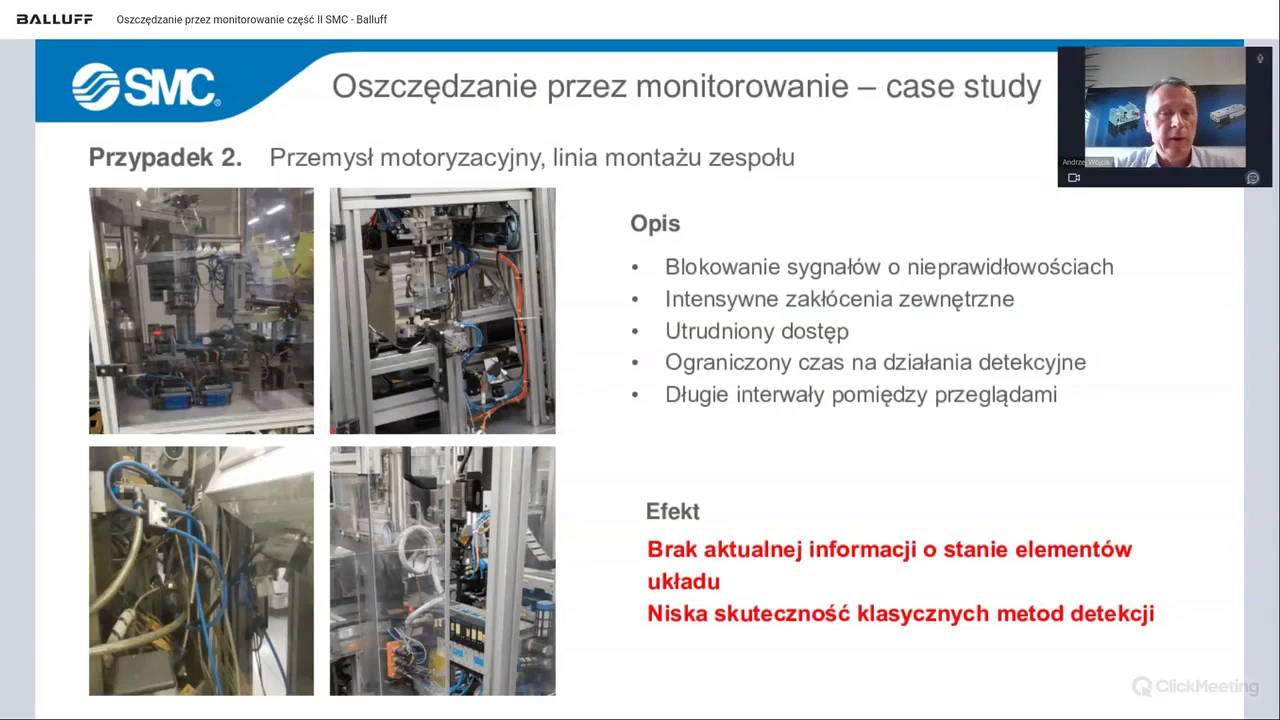 BALLUFF Oszczędzanie przez monitorowanie część II SMC - Balluff
SMC
Oszczędzanie przez monitorowanie – case study
Przypadek 2. Przemysł motoryzacyjny, linia montażu zespołu
Andrzej Wójcik
Opis
• Blokowanie sygnałów o nieprawidłowościach
• Intensywne zakłócenia zewnętrzne
• Utrudniony dostęp
• Ograniczony czas na działania detekcyjne
• Długie interwały pomiędzy przeglądami
Efekt
Brak aktualnej informacji o stanie elementów
układu
Niska skuteczność klasycznych metod detekcji
ClickMeeting